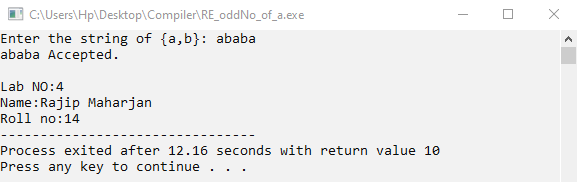 C:\Users\Hp\Desktop\Compiler\RE_oddNo_of_a.exe
Enter the string of {a,b}: ababa
ababa Accepted.
Lab NO:4
Name:Rajip Maharjan
Roll no:14
--------------------------------
Process exited after 12.16 seconds with return value 10
Press any key to continue . . .